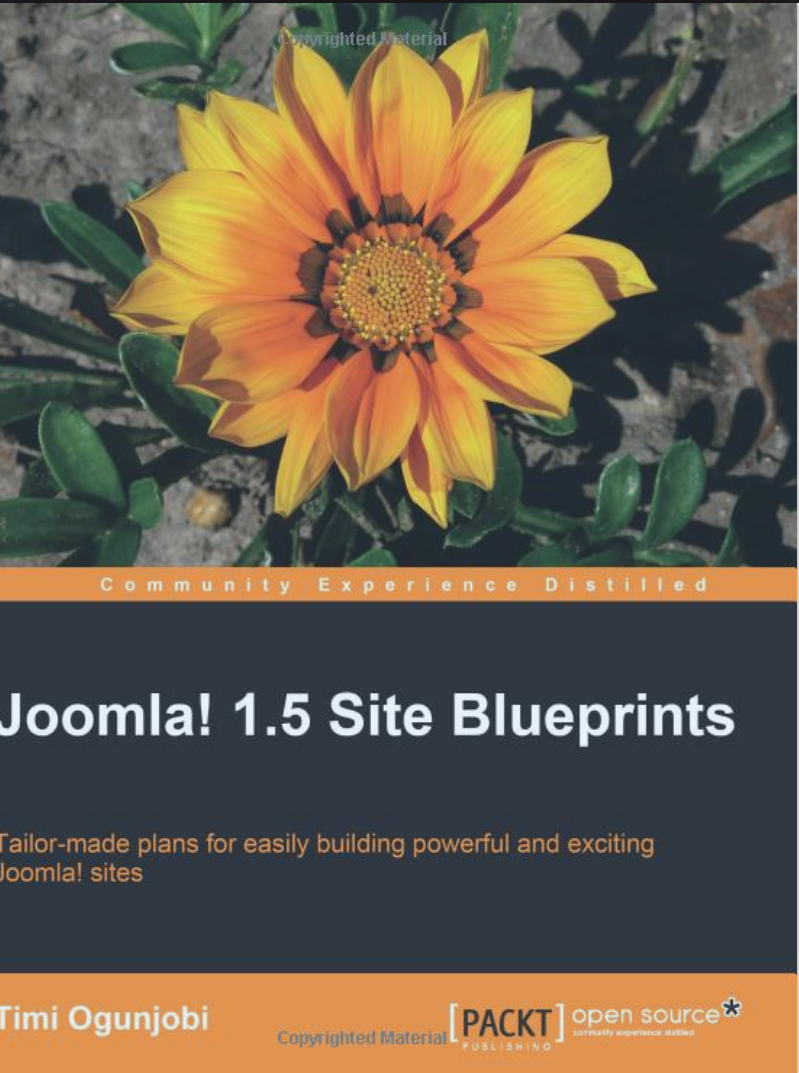 Copyrighted Material
Community Experience Distilled
Joomla! 1.5 Site Blueprints
Tailor-made plans for easily building powerful and exciting
Joomla! sites
Timi Ogunjobi
Copyrighted Material
[PACKT] open source*
PUBLISHING community experience distilled